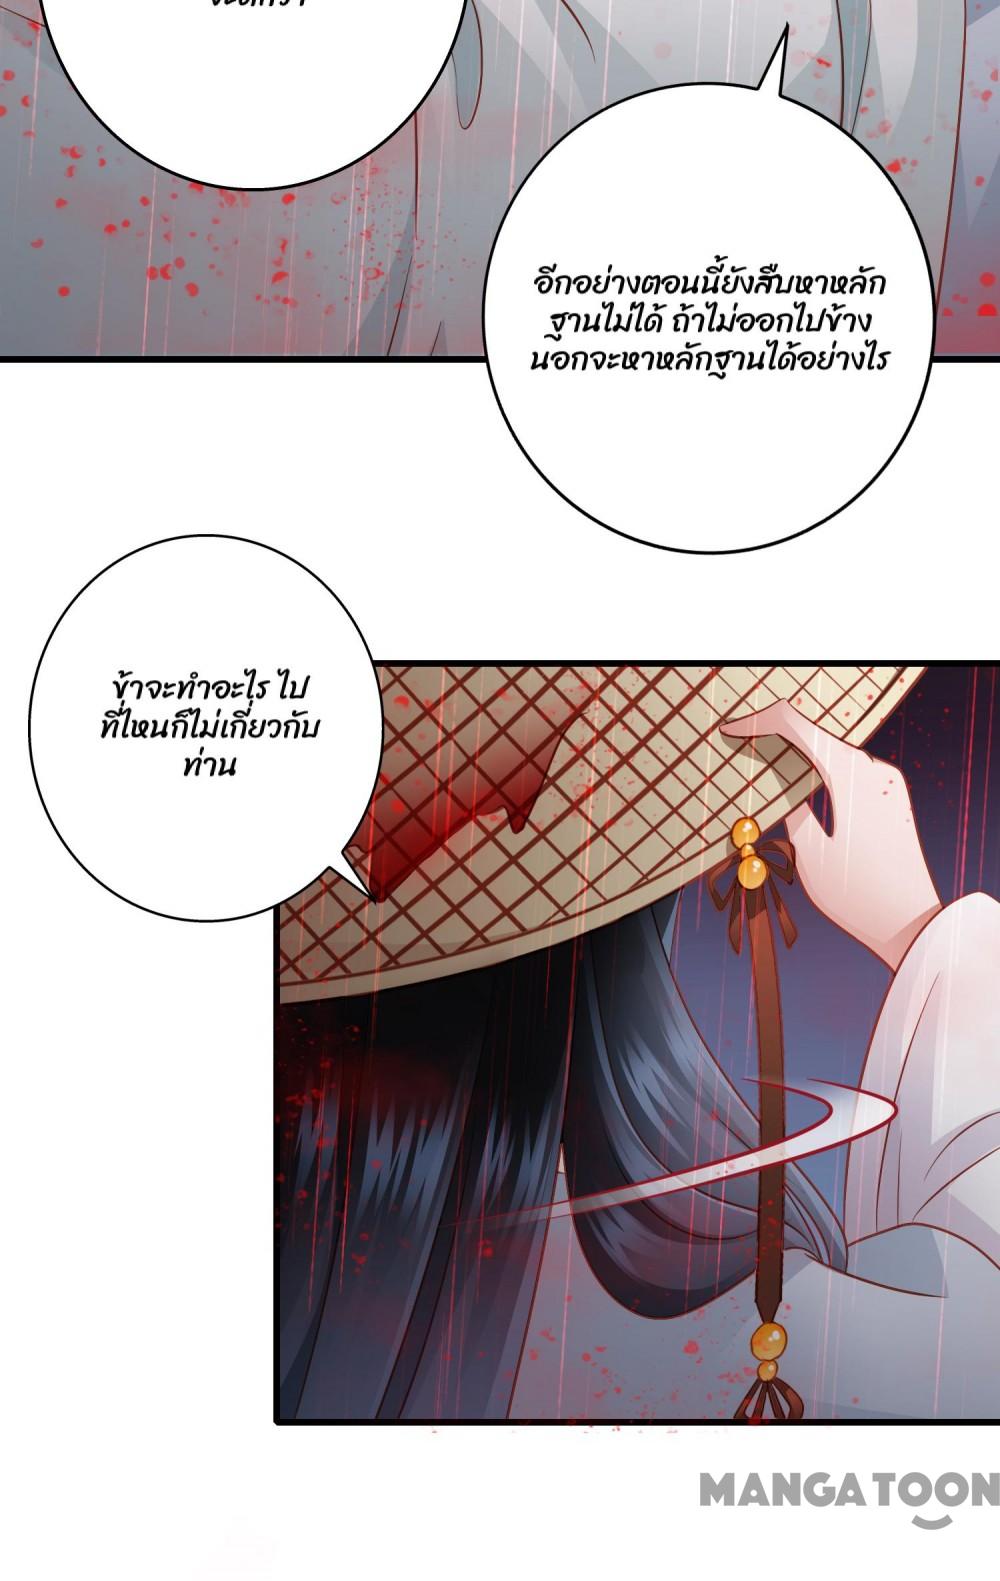 อีกอย่างตอนนี้ยังสืบหาหลัก
ฐานไม่ได้ ถ้าไม่ออกไปข้าง
นอกจะหาหลักฐานได้อย่างไร
ข้าจะทำอะไร ไป
ที่ไหนก็ไม่เกี่ยวกับ
ท่าน
MANGATOON